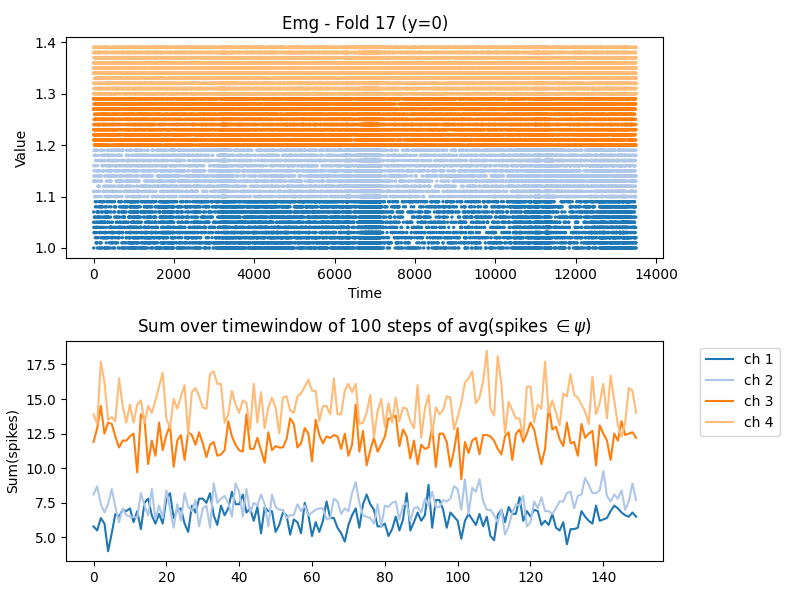 Emg - Fold 17 (y=0)
1.4
1.3
1.2
1.1
1.0
Value
0 2000 4000 6000 8000 10000 12000 14000
Time
Sum over timewindow of 100 steps of avg(spikes ∈ ψ)
17.5
15.0
12.5
10.0
7.5
5.0
Sum(spikes)
0 20 40 60 80 100 120 140
ch 1
ch 2
ch 3
ch 4